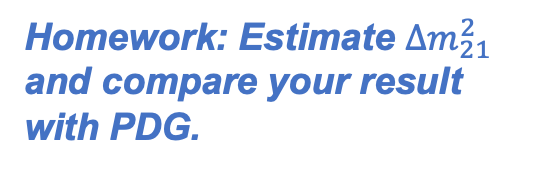 Homework: Estimate Δm²₂₁
and compare your result
with PDG.